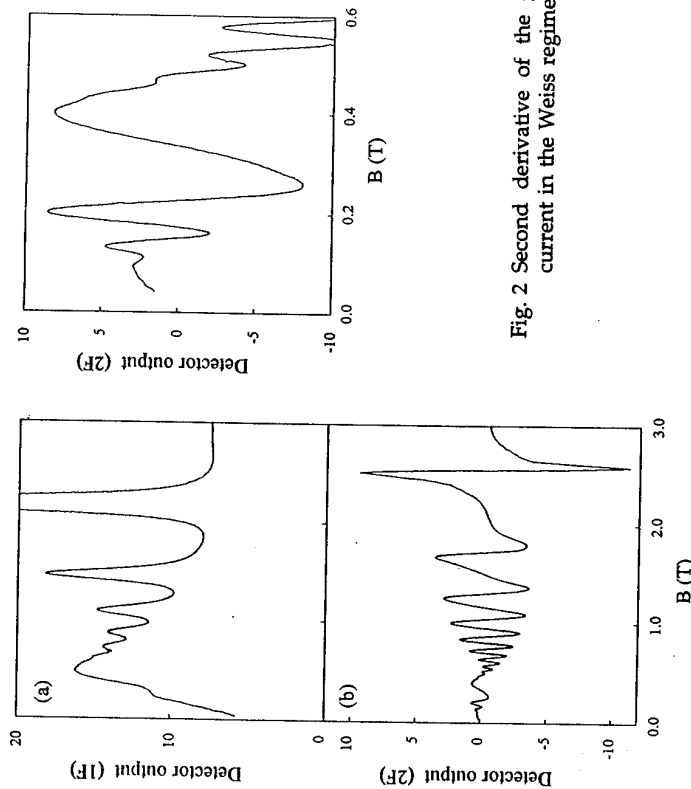 20
10
0
Detector output (1F)
(a)
10
5
0
-5
-10
Detector output (2F)
(b)
0.0
1.0
2.0
3.0
B (T)
10
5
0
-5
-10
Detector output (2F)
0.0
0.2
0.4
0.6
B (T)
Fig. 2 Second derivative of the
current in the Weiss regime